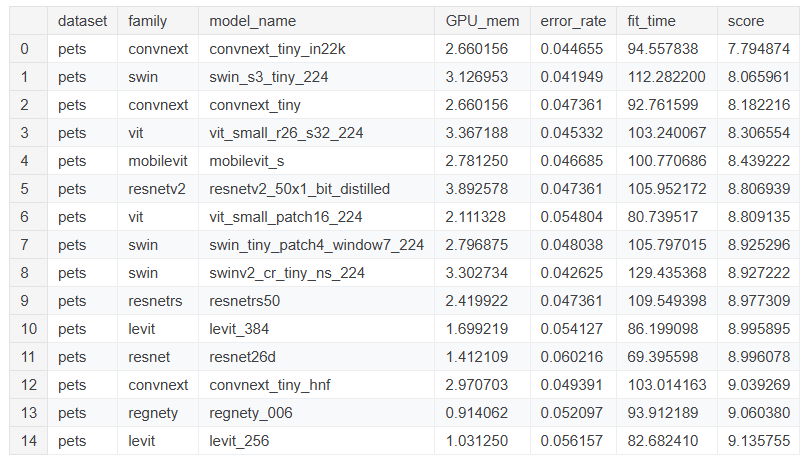 dataset family model_name GPU_mem error_rate fit_time score
0 pets convnext convnext_tiny_in22k 2.660156 0.044655 94.557838 7.794874
1 pets swin swin_s3_tiny_224 3.126953 0.041949 112.282200 8.065961
2 pets convnext convnext_tiny 2.660156 0.047361 92.761599 8.182216
3 pets vit vit_small_r26_s32_224 3.367188 0.045332 103.240067 8.306554
4 pets mobilevit mobilevit_s 2.781250 0.046685 100.770686 8.439222
5 pets resnetv2 resnetv2_50x1_bit_distilled 3.892578 0.047361 105.952172 8.806939
6 pets vit vit_small_patch16_224 2.111328 0.054804 80.739517 8.809135
7 pets swin swin_tiny_patch4_window7_224 2.796875 0.048038 105.797015 8.925296
8 pets swin swinv2_cr_tiny_ns_224 3.302734 0.042625 129.435368 8.927222
9 pets resnetrs resnetrs50 2.419922 0.047361 109.549398 8.977309
10 pets levit levit_384 1.699219 0.054127 86.199098 8.995895
11 pets resnet resnet26d 1.412109 0.060216 69.395598 8.996078
12 pets convnext convnext_tiny_hnf 2.970703 0.049391 103.014163 9.039269
13 pets regnety regnety_006 0.914062 0.052097 93.912189 9.060380
14 pets levit levit_256 1.031250 0.056157 82.682410 9.135755